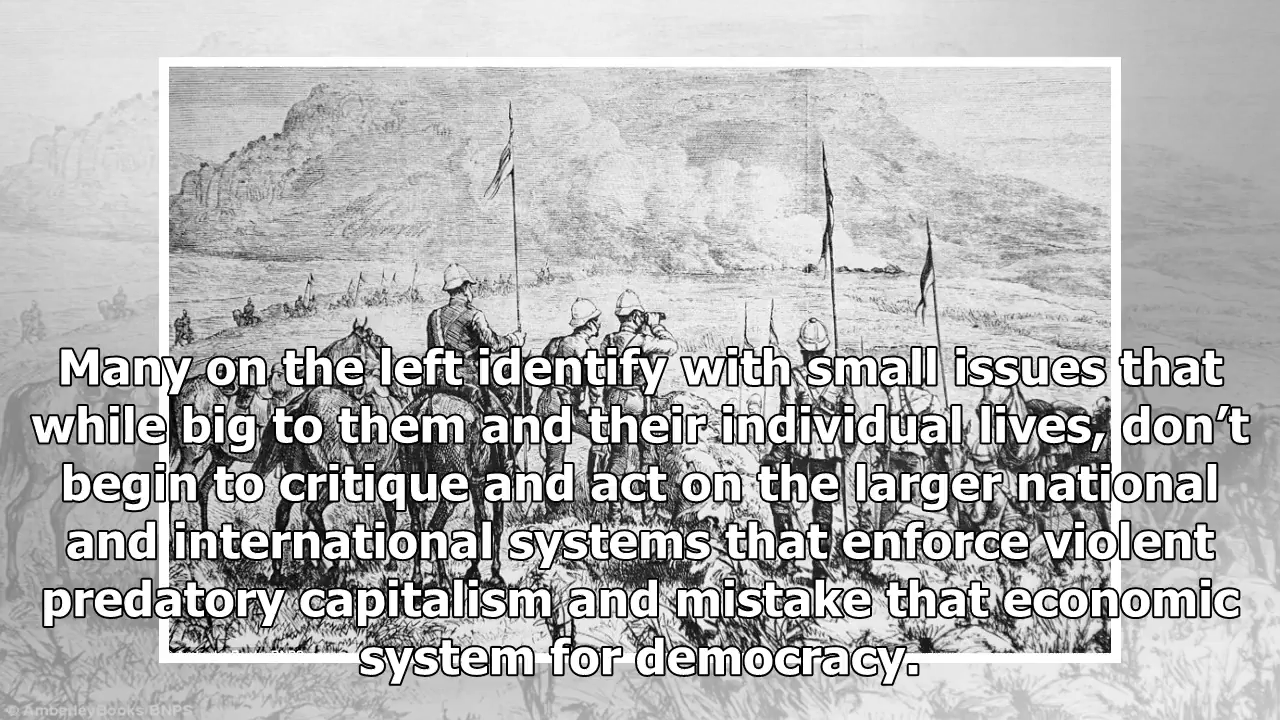 Many on the left identify with small issues that
while big to them and their individual lives, don’t
begin to critique and act on the larger national
and international systems that enforce violent
predatory capitalism and mistake that economic
system for democracy.
© AmberleyBooks/BNPS